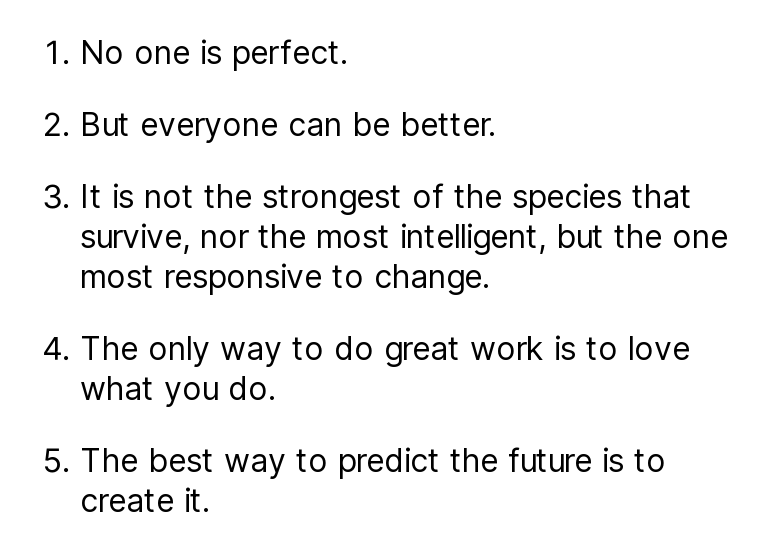 1. No one is perfect.
2. But everyone can be better.
3. It is not the strongest of the species that
survive, nor the most intelligent, but the one
most responsive to change.
4. The only way to do great work is to love
what you do.
5. The best way to predict the future is to
create it.